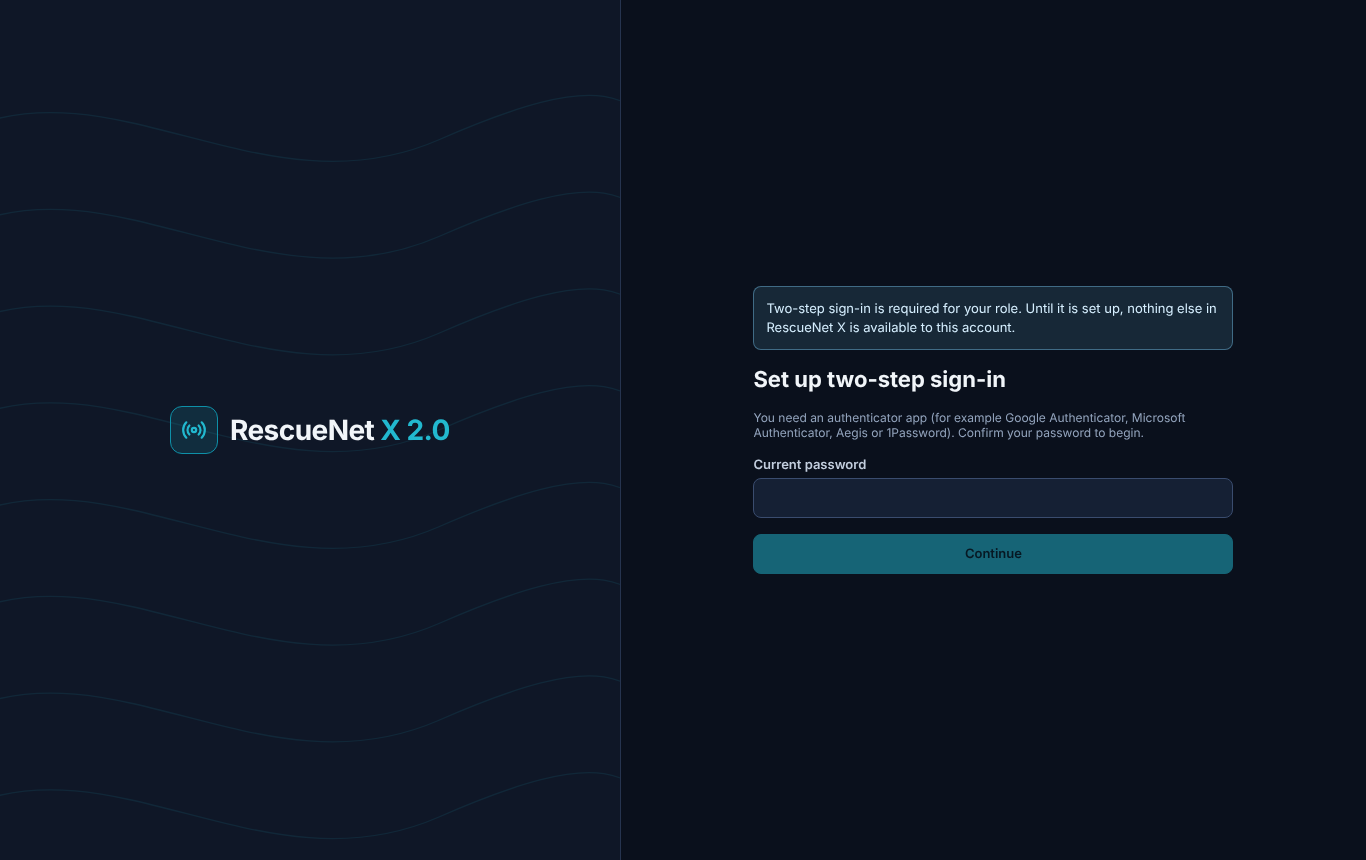 RescueNet X 2.0
Two-step sign-in is required for your role. Until it is set up, nothing else in
RescueNet X is available to this account.
Set up two-step sign-in
You need an authenticator app (for example Google Authenticator, Microsoft
Authenticator, Aegis or 1Password). Confirm your password to begin.
Current password
Continue